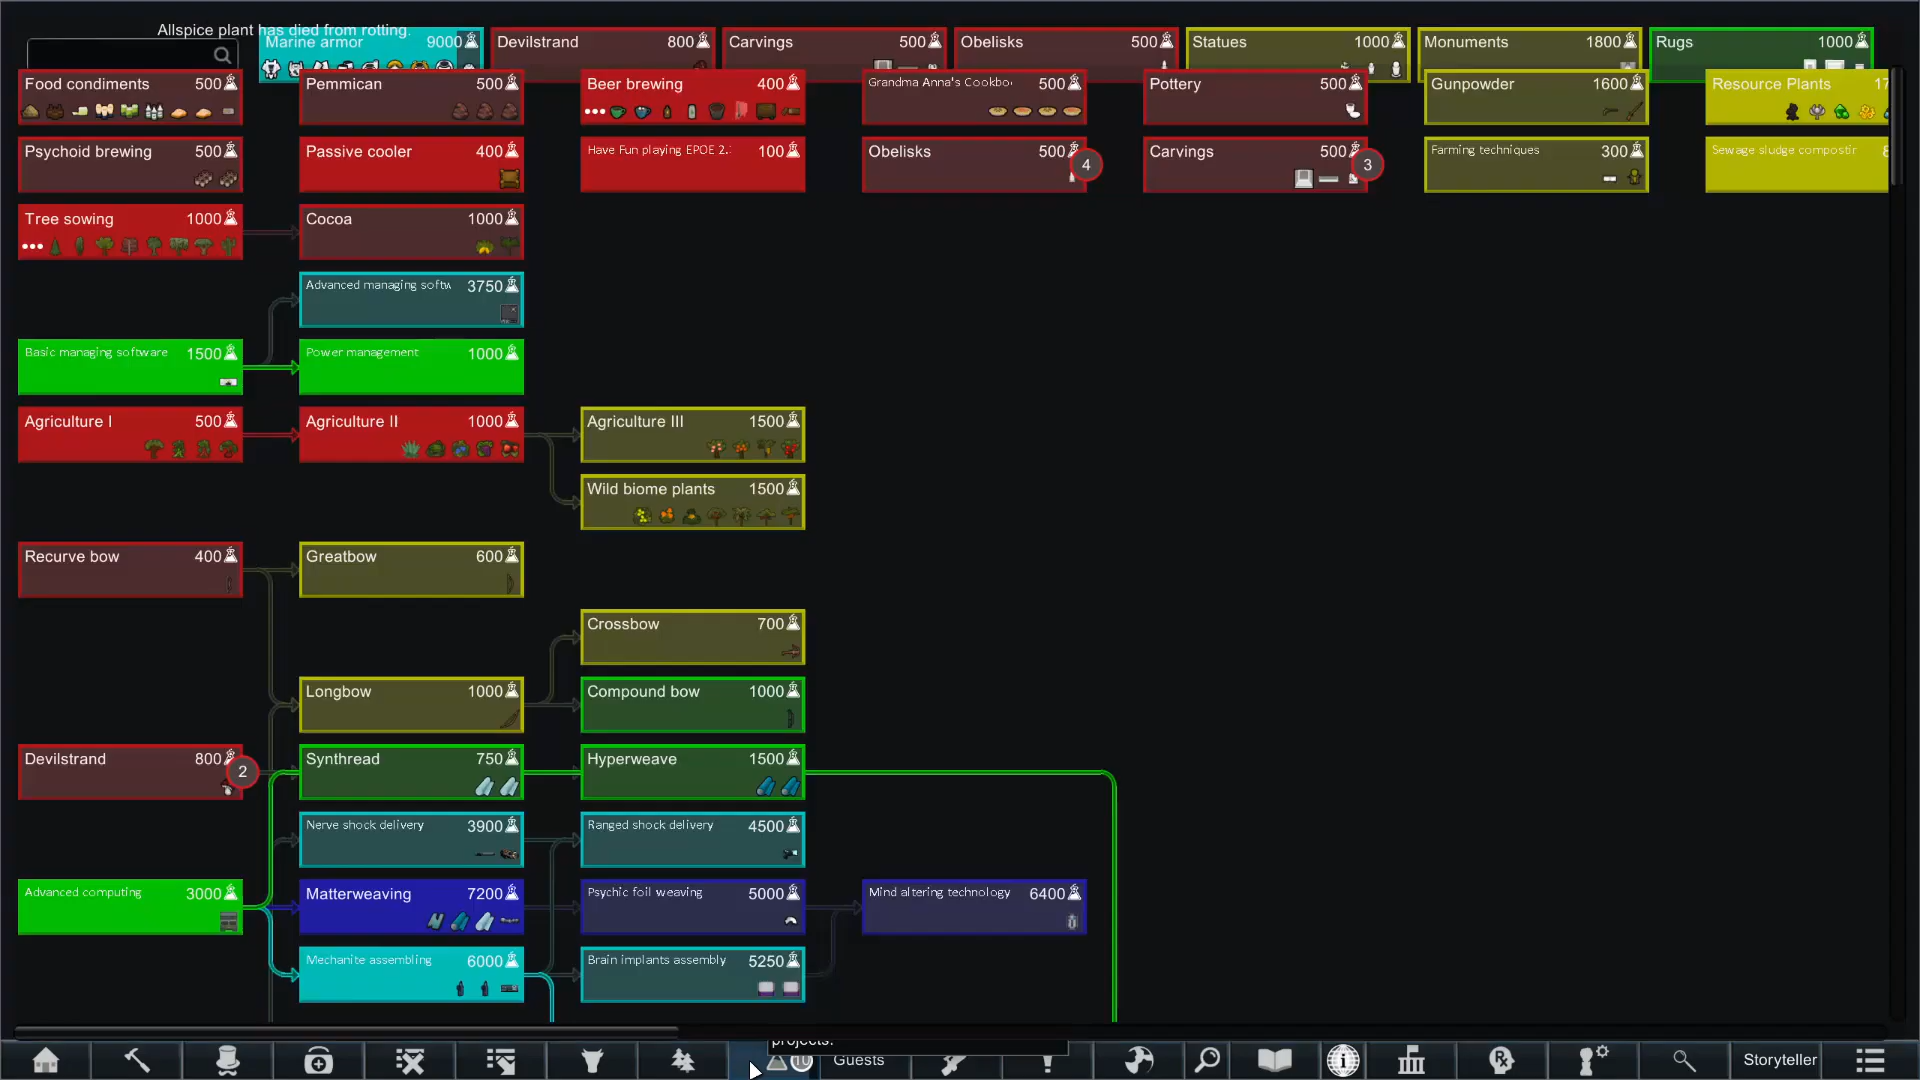 Allspice plant has died from rotting.
Marine armor 9000
Devilstrand 800
Carvings 500
Obelisks 500
Statues 1000
Monuments 1800
Rugs 1000
Food condiments 500
Pemmican 500
Beer brewing 400
Grandma Anna's Cookbo 500
Pottery 500
Gunpowder 1600
Resource Plants 17
Psychoid brewing 500
Passive cooler 400
Have Fun playing EPOE 2. 100
Obelisks 500 4
Carvings 500 3
Farming techniques 300
Sewage sludge compostir
Tree sowing 1000
Cocoa 1000
Advanced managing softw 3750
Basic managing software 1500
Power management 1000
Agriculture I 500
Agriculture II 1000
Agriculture III 1500
Wild biome plants 1500
Recurve bow 400
Greatbow 600
Crossbow 700
Longbow 1000
Compound bow 1000
Devilstrand 800 2
Synthread 750
Hyperweave 1500
Nerve shock delivery 3900
Ranged shock delivery 4500
Advanced computing 3000
Matterweaving 7200
Psychic foil weaving 5000
Mind altering technology 6400
Mechanite assembling 6000
Brain implants assembly 5250
projects.
10
Guests
Storyteller